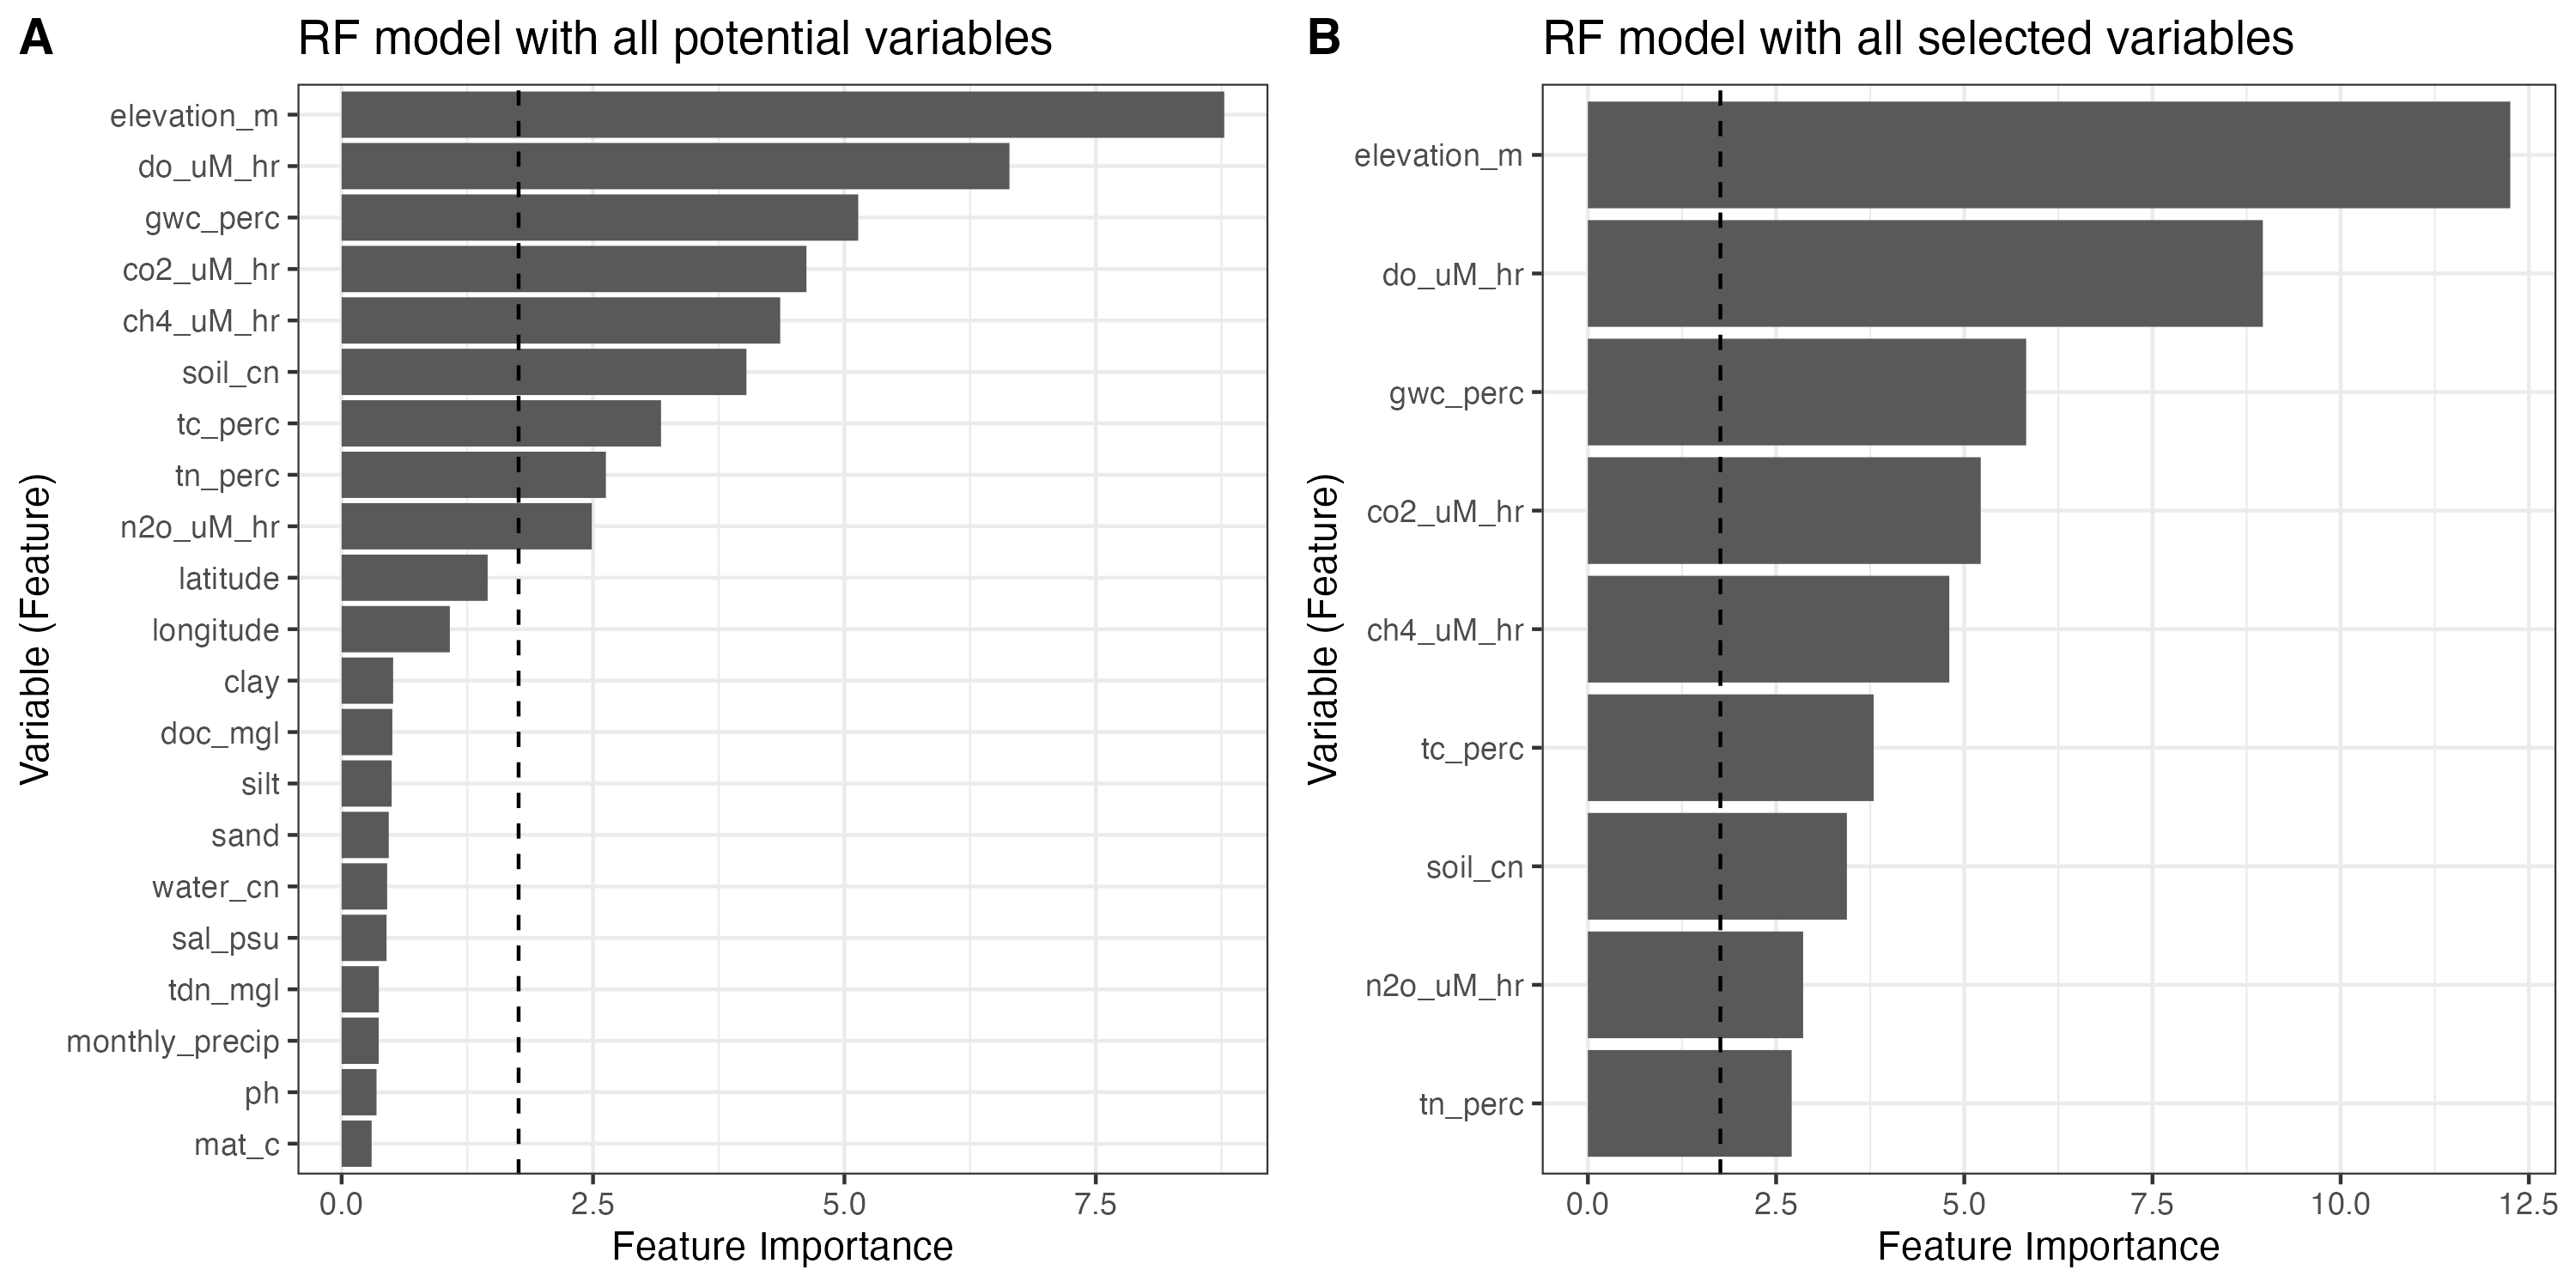 A
RF model with all potential variables
Variable (Feature)
elevation_m
do_uM_hr
gwc_perc
co2_uM_hr
ch4_uM_hr
soil_cn
tc_perc
tn_perc
n2o_uM_hr
latitude
longitude
clay
doc_mgl
silt
sand
water_cn
sal_psu
tdn_mgl
monthly_precip
ph
mat_c
0.0 2.5 5.0 7.5
Feature Importance
B
RF model with all selected variables
Variable (Feature)
elevation_m
do_uM_hr
gwc_perc
co2_uM_hr
ch4_uM_hr
tc_perc
soil_cn
n2o_uM_hr
tn_perc
0.0 2.5 5.0 7.5 10.0 12.5
Feature Importance